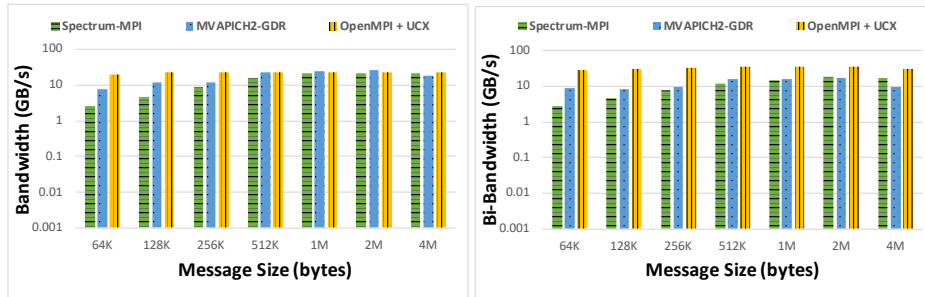 Spectrum-MPI MVAPICH2-GDR OpenMPI + UCX
Bandwidth (GB/s)
100
10
1
0.1
0.01
0.001
64K 128K 256K 512K 1M 2M 4M
Message Size (bytes)
Spectrum-MPI MVAPICH2-GDR OpenMPI + UCX
Bi-Bandwidth (GB/s)
100
10
1
0.1
0.01
0.001
64K 128K 256K 512K 1M 2M 4M
Message Size (bytes)